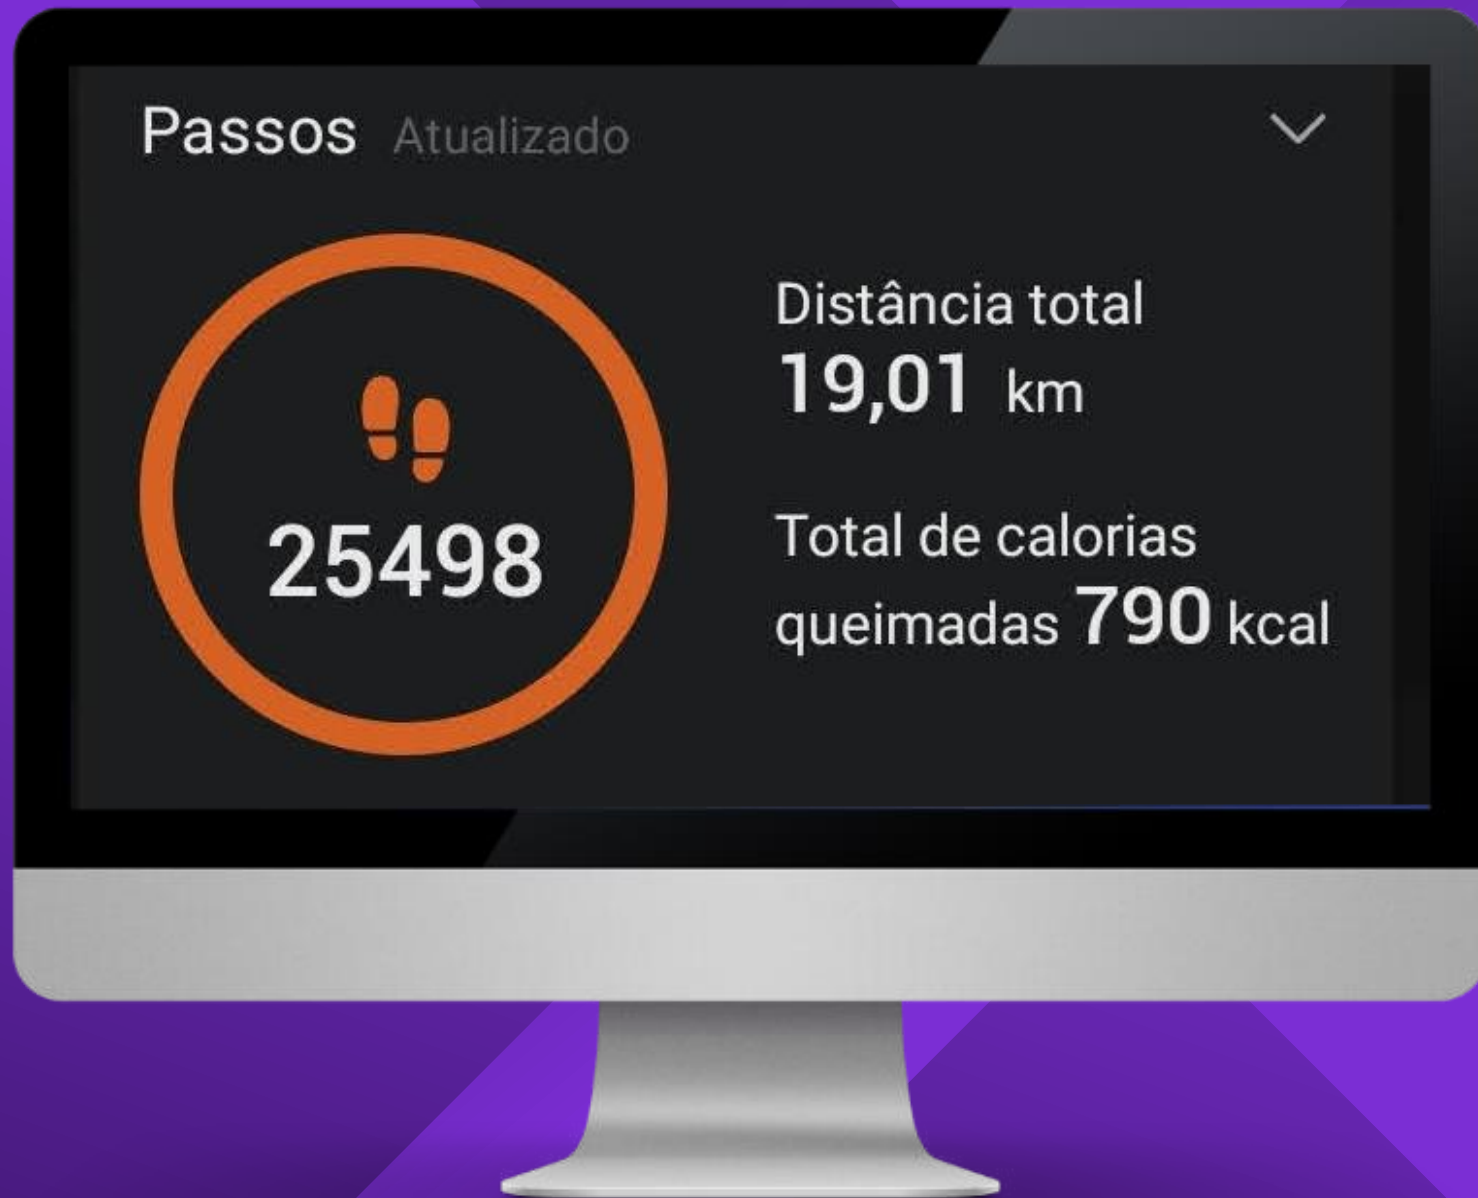 Passos Atualizado
25498
Distância total
19,01 km
Total de calorias
queimadas 790 kcal